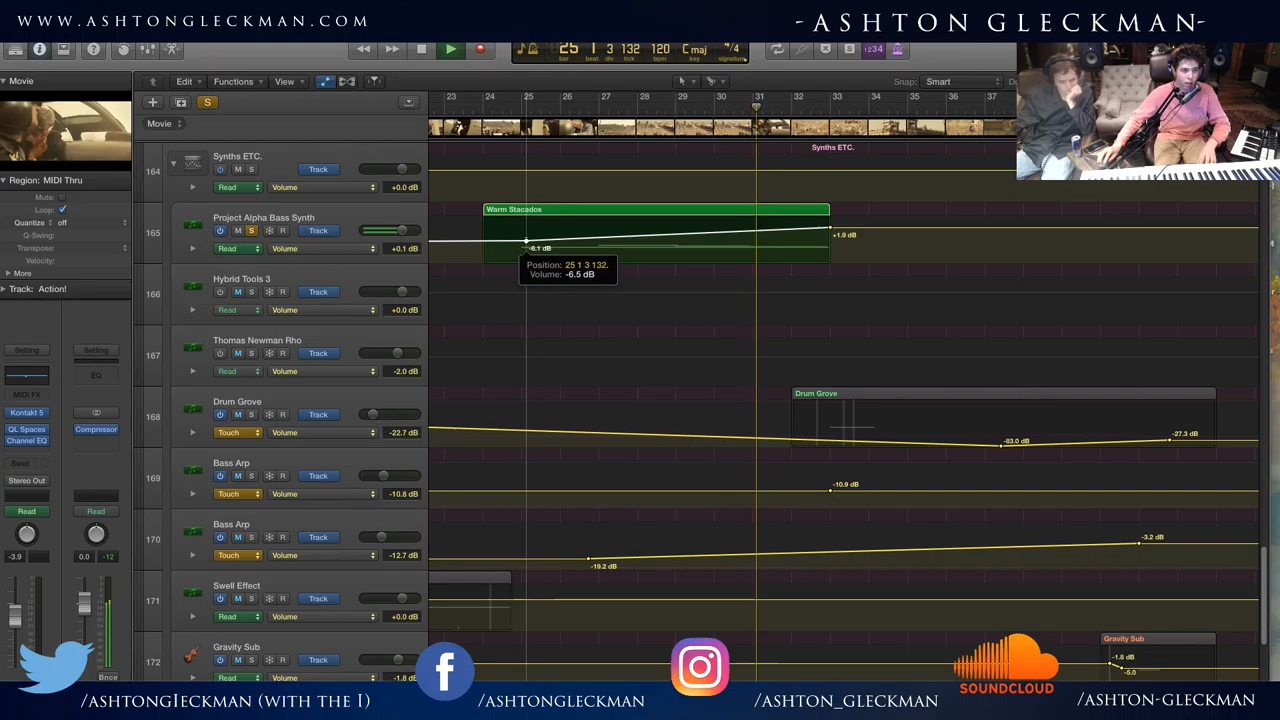 WWW.ASHTONGLECKMAN.COM
-ASHTON GLECKMAN-
25 1 3 132 120 C maj 4/4
bar beat div tick bpm key signature
1234
Movie
Edit Functions View
Snap: Smart
S
23 24 25 26 27 28 29 30 31 32 33 34 35 36 37
Movie
Region: MIDI Thru
Mute:
Loop:
Quantize off
Q-Swing:
Transpose:
Velocity:
More
Track: Action!
Setting Setting
EQ
MIDI FX
Kontakt 5
QL Spaces Compressor
Channel EQ
Send
Stereo Out
Read Read
-3.9 0.0 -12
Bnce
164 Synths ETC. Track
M S
Read Volume +0.0 dB
Synths ETC.
165 Project Alpha Bass Synth Track
M S
Read Volume +0.1 dB
Warm Stacados
-6.1 dB
+1.9 dB
Position: 25 1 3 132.
Volume: -6.5 dB
166 Hybrid Tools 3 Track
M S R
Read Volume +0.0 dB
167 Thomas Newman Rho Track
M S R
Read Volume -2.0 dB
168 Drum Grove Track
M S R
Touch Volume -22.7 dB
Drum Grove
-83.0 dB
-27.3 dB
169 Bass Arp Track
M S R
Touch Volume -10.8 dB
-10.9 dB
170 Bass Arp Track
M S R
Touch Volume -12.7 dB
-19.2 dB
-3.2 dB
171 Swell Effect Track
M S R
Read Volume +0.0 dB
172 Gravity Sub Track
M S R
Read Volume -1.8 dB
Gravity Sub
-1.8 dB
-5.0
SOUNDCLOUD
/ASHTONGIECKMAN (WITH THE I)
/ASHTONGLECKMAN
/ASHTON_GLECKMAN
/ASHTON-GLECKMAN